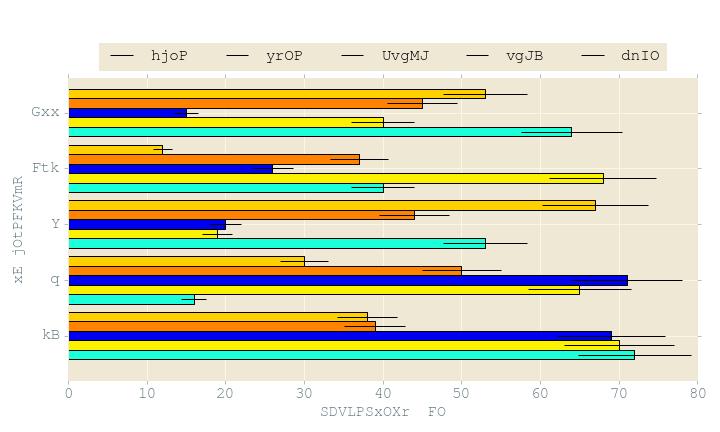 hjoP yrOP UvgMJ vgJB dnIO
Gxx
Ftk
Y
q
kB
xE jOtPFKVmR
0 10 20 30 40 50 60 70 80
SDVLPSxOXr FO